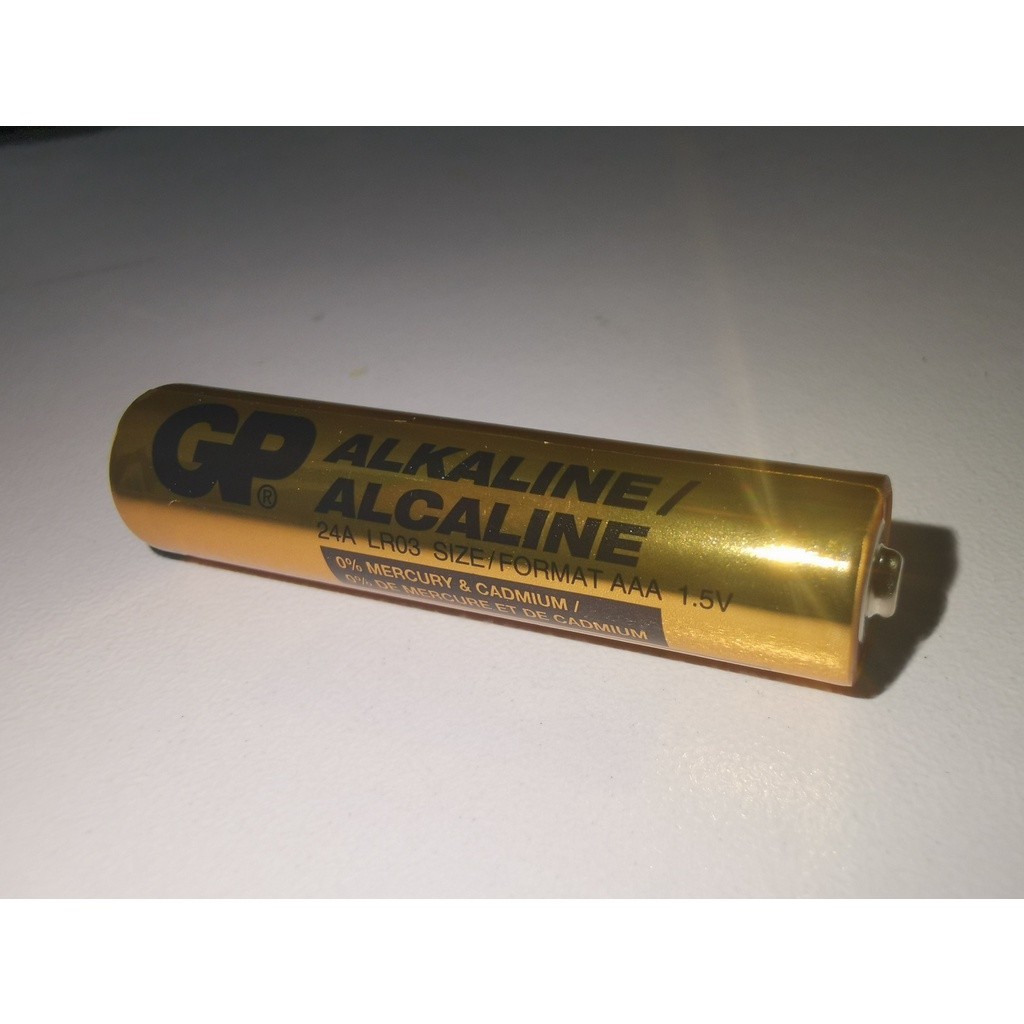 GP®
ALKALINE/
ALCALINE
24A LR03 SIZE/FORMAT AAA 1.5V
0% MERCURY & CADMIUM /
0% DE MERCURE ET DE CADMIUM